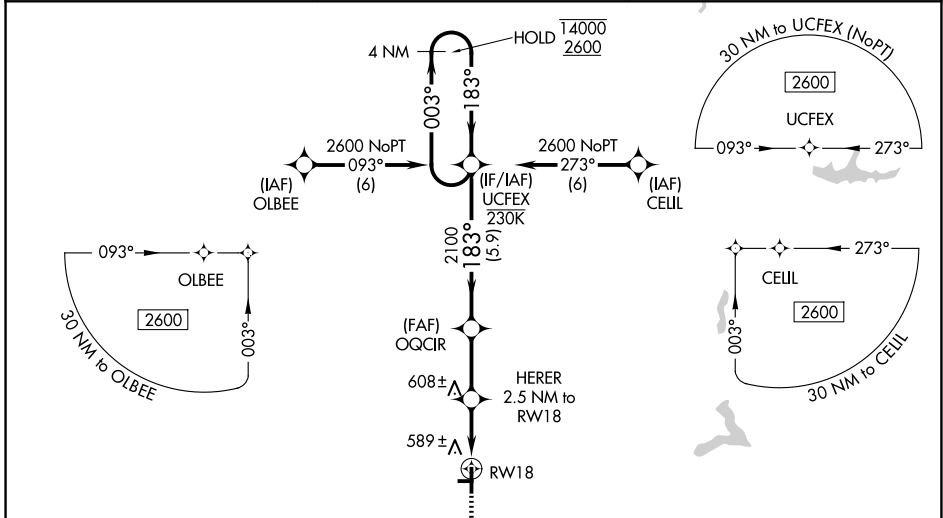 HOLD 14000
2600
4 NM
003°
183°
30 NM to UCFEX (NoPT)
2600
UCFEX
093°
273°
2600 NoPT
093°
(6)
2600 NoPT
273°
(6)
(IAF)
OLBEE
(IF/IAF)
UCFEX
230K
(IAF)
CELIL
2100
183°
(5.9)
093°
OLBEE
2600
003°
30 NM to OLBEE
273°
CELIL
2600
003°
30 NM to CELIL
(FAF)
OQCIR
608±
HERER
2.5 NM to
RW18
589±
RW18